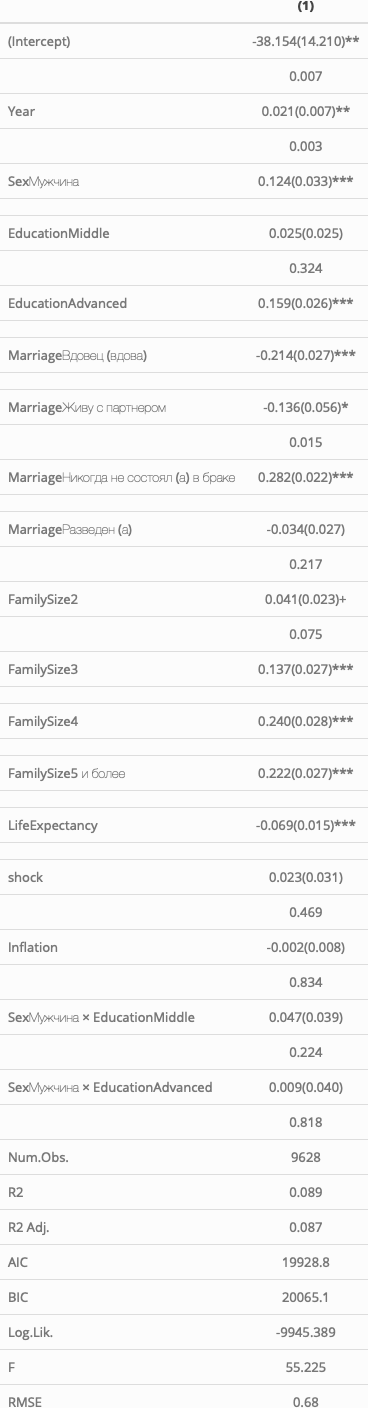 (1)
(Intercept) -38.154(14.210)**
0.007
Year 0.021(0.007)**
0.003
SexМужчина 0.124(0.033)***
EducationMiddle 0.025(0.025)
0.324
EducationAdvanced 0.159(0.026)***
MarriageВдовец (вдова) -0.214(0.027)***
MarriageЖиву с партнером -0.136(0.056)*
0.015
MarriageНикогда не состоял (а) в браке 0.282(0.022)***
MarriageРазведен (а) -0.034(0.027)
0.217
FamilySize2 0.041(0.023)+
0.075
FamilySize3 0.137(0.027)***
FamilySize4 0.240(0.028)***
FamilySize5 и более 0.222(0.027)***
LifeExpectancy -0.069(0.015)***
shock 0.023(0.031)
0.469
Inflation -0.002(0.008)
0.834
SexМужчина × EducationMiddle 0.047(0.039)
0.224
SexМужчина × EducationAdvanced 0.009(0.040)
0.818
Num.Obs. 9628
R2 0.089
R2 Adj. 0.087
AIC 19928.8
BIC 20065.1
Log.Lik. -9945.389
F 55.225
RMSE 0.68